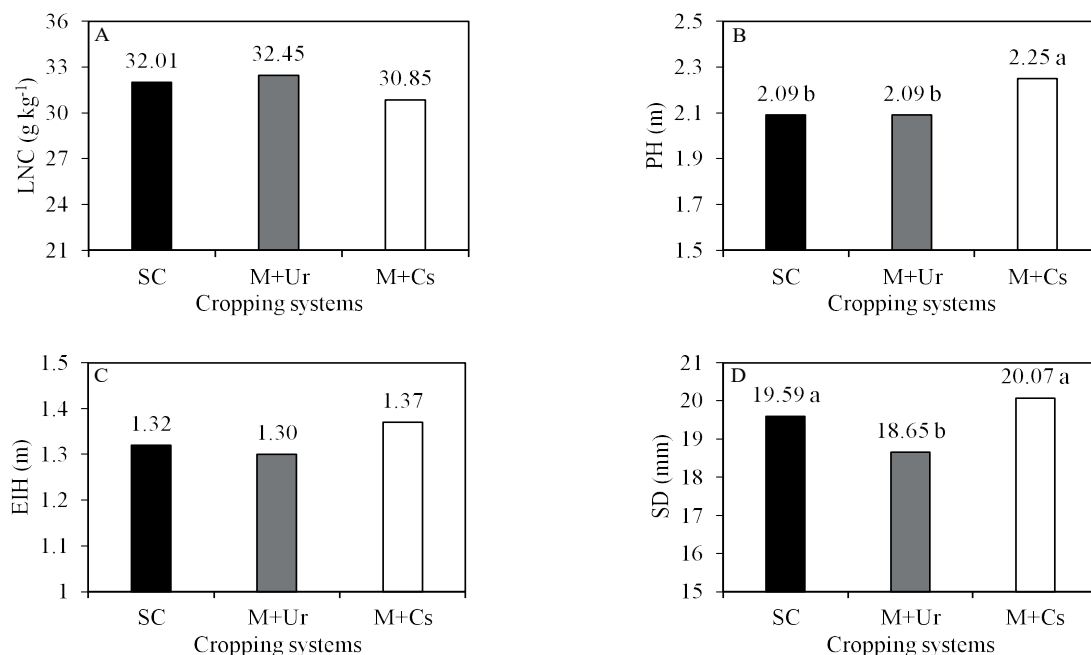 A
LNC (g kg⁻¹)
36
33
30
27
24
21
32.01
32.45
30.85
SC
M+Ur
M+Cs
Cropping systems
B
PH (m)
2.5
2.3
2.1
1.9
1.7
1.5
2.09 b
2.09 b
2.25 a
SC
M+Ur
M+Cs
Cropping systems
C
EIH (m)
1.5
1.4
1.3
1.2
1.1
1
1.32
1.30
1.37
SC
M+Ur
M+Cs
Cropping systems
D
SD (mm)
21
20
19
18
17
16
15
19.59 a
18.65 b
20.07 a
SC
M+Ur
M+Cs
Cropping systems